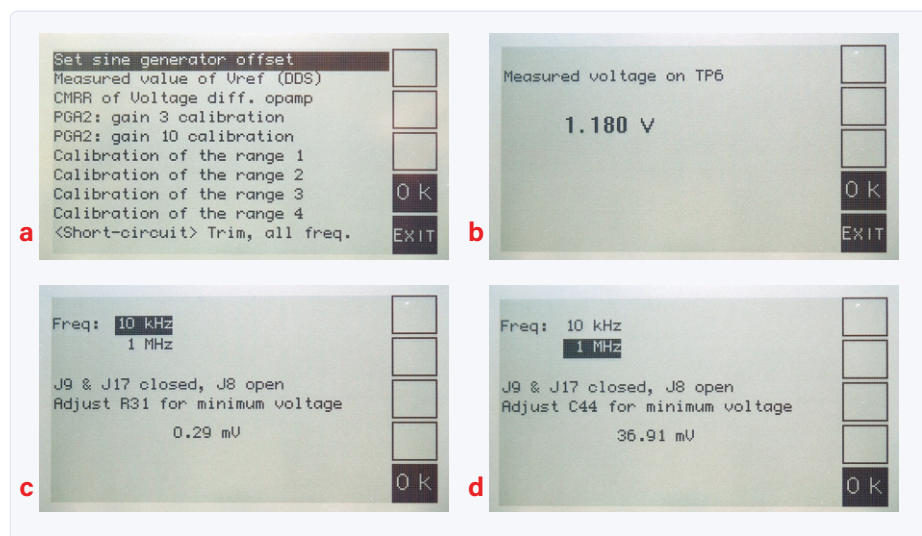 Set sine generator offset
Measured value of Vref (DDS)
CMRR of Voltage diff. opamp
PGA2: gain 3 calibration
PGA2: gain 10 calibration
Calibration of the range 1
Calibration of the range 2
Calibration of the range 3
Calibration of the range 4
<Short-circuit> Trim, all freq.
OK
EXIT
a
Measured voltage on TP6
1.180 V
OK
EXIT
b
Freq: 10 kHz
1 MHz
J9 & J17 closed, J8 open
Adjust R31 for minimum voltage
0.29 mV
OK
c
Freq: 10 kHz
1 MHz
J9 & J17 closed, J8 open
Adjust C44 for minimum voltage
36.91 mV
OK
d